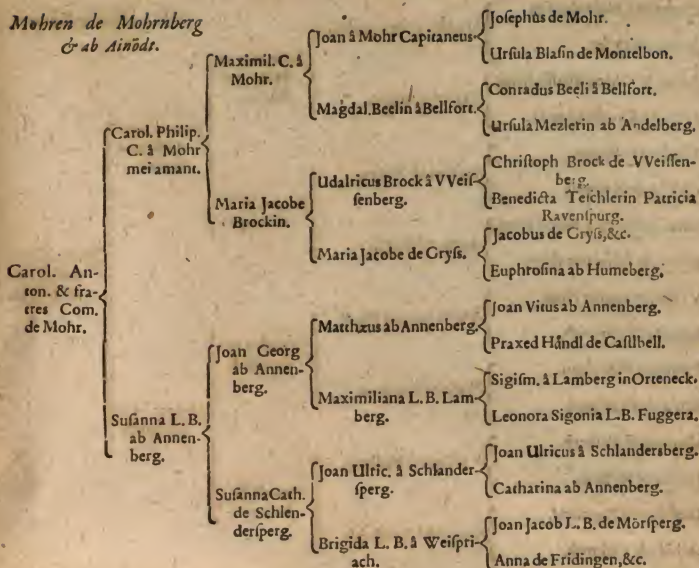 Mohren de Mohrnberg
& ab Ainödt.
Carol. An-
ton. & fra-
tres Com.
de Mohr.
Carol. Philip.
C. â Mohr
mei amant.
Susanna L. B.
ab Annen-
berg.
Maximil. C. â
Mohr.
Maria Jacobe
Brockin.
Joan Georg
ab Annen-
berg.
Susanna Cath.
de Schlen-
dersperg.
Joan â Mohr Capitaneus
Magdal. Beelin â Bellfort.
Udalricus Brock â VVeis-
senberg.
Maria Jacobe de Gryss.
Matthæus ab Annenberg.
Maximiliana L. B. Lam-
berg.
Joan Ulric. â Schlander-
sperg.
Brigida L. B. â Weispri-
ach.
Josephùs de Mohr.
Ursula Blasin de Montelbon.
Conradus Beeli â Bellfort.
Ursula Mezlerin ab Andelberg.
Christoph Brock de VVeissen-
berg.
Benedicta Teichlerin Patricia
Ravenspurg.
Jacobus de Gryss, &c.
Euphrosina ab Humeberg.
Joan Vitus ab Annenberg.
Praxed Händl de Castlbell.
Sigism. â Lamberg in Orteneck.
Leonora Sigonia L. B. Fuggera.
Joan Ulricus â Schlandersberg.
Catharina ab Annenberg.
Joan Jacob L. B. de Mörsperg.
Anna de Fridingen, &c.